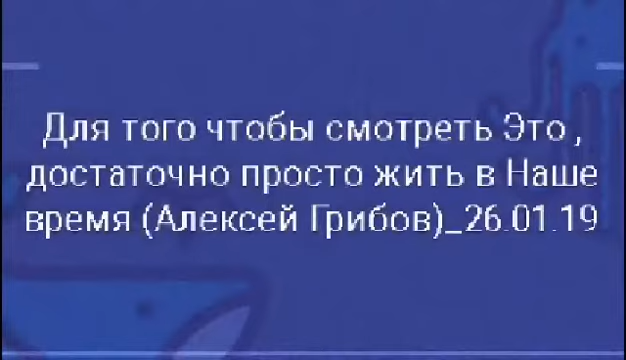 Для того чтобы смотреть Это ,
достаточно просто жить в Наше
время (Алексей Грибов)_26.01.19